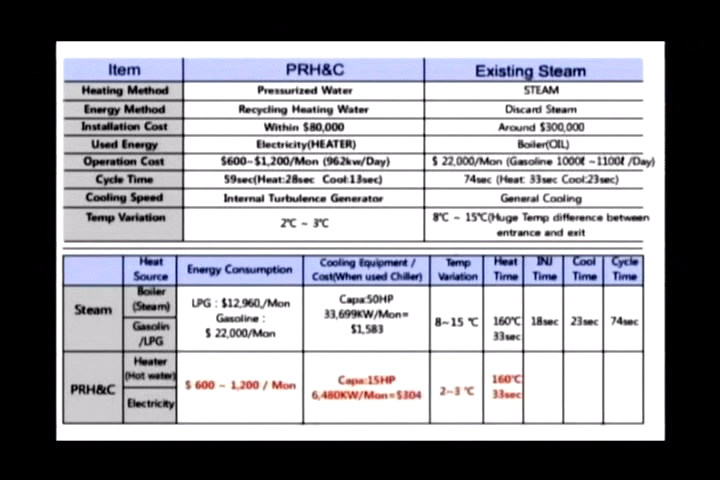 Item PRH&C Existing Steam
Heating Method Pressurized Water STEAM
Energy Method Recycling Heating Water Discard Steam
Installation Cost Within $80,000 Around $300,000
Used Energy Electricity(HEATER) Boiler(OIL)
Operation Cost $600~$1,200/Mon (962kw/Day) $ 22,000/Mon (Gasoline 1000ℓ ~1100ℓ /Day)
Cycle Time 59sec(Heat:28sec Cool:13sec) 74sec (Heat: 33sec Cool:23sec)
Cooling Speed Internal Turbulence Generator General Cooling
Temp Variation 2℃ ~ 3℃ 8℃ ~ 15℃(Huge Temp difference between
entrance and exit
Heat Source Energy Consumption Cooling Equipment / Cost(When used Chiller) Temp Variation Heat Time INJ Time Cool Time Cycle Time
Steam Boiler (Steam) Gasolin /LPG LPG : $12,960,/Mon Gasoline : $ 22,000/Mon Capa:50HP 33,699KW/Mon= $1,583 8~15 ℃ 160℃ 33sec 18sec 23sec 74sec
PRH&C Heater (Hot water) Electricity $ 600 ~ 1,200 / Mon Capa:15HP 6,480KW/Mon=$304 2~3 ℃ 160℃ 33sec